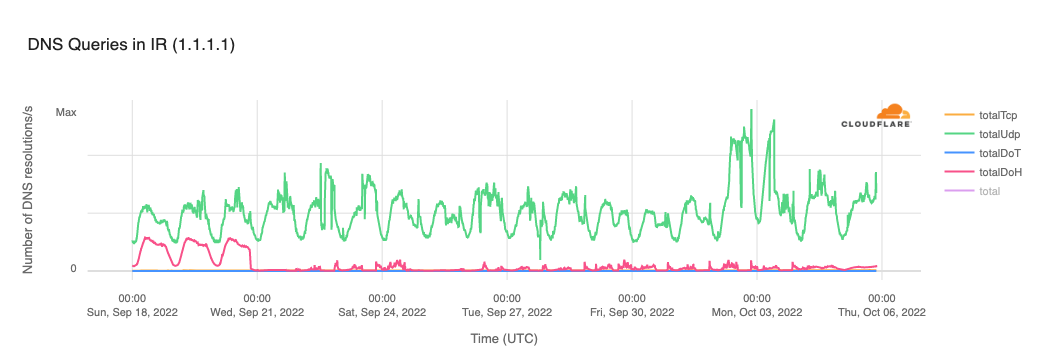 DNS Queries in IR (1.1.1.1)
Number of DNS resolutions/s
Max
0
CLOUDFLARE
totalTcp
totalUdp
totalDoT
totalDoH
total
00:00 00:00 00:00 00:00 00:00 00:00 00:00
Sun, Sep 18, 2022 Wed, Sep 21, 2022 Sat, Sep 24, 2022 Tue, Sep 27, 2022 Fri, Sep 30, 2022 Mon, Oct 03, 2022 Thu, Oct 06, 2022
Time (UTC)